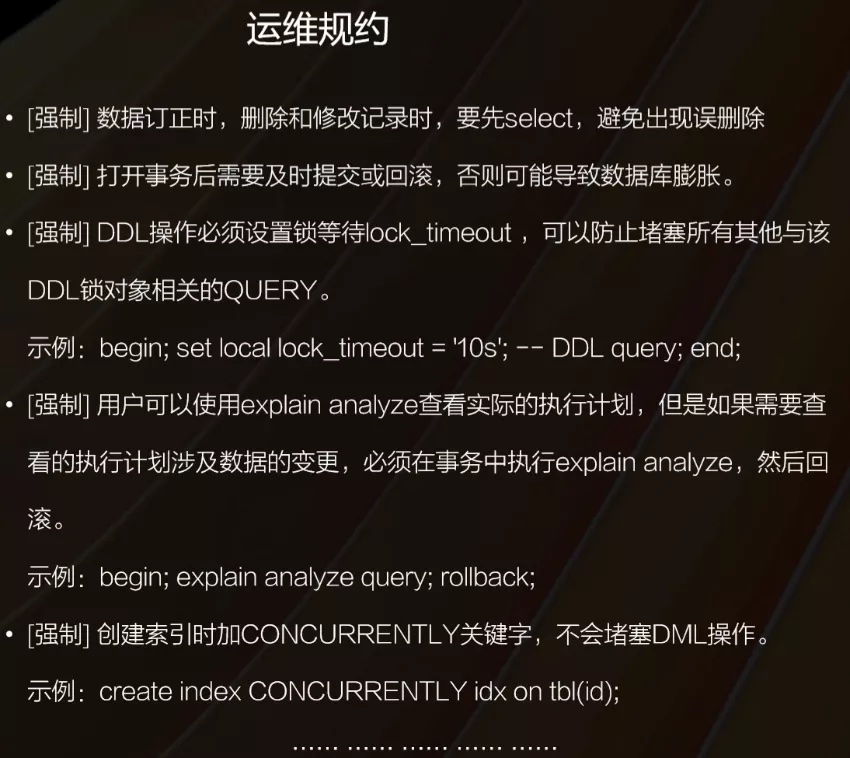 运维规约
• [强制] 数据订正时，删除和修改记录时，要先select，避免出现误删除
• [强制] 打开事务后需要及时提交或回滚，否则可能导致数据库膨胀。
• [强制] DDL操作必须设置锁等待lock_timeout ，可以防止堵塞所有其他与该
DDL锁对象相关的QUERY。
示例：begin; set local lock_timeout = '10s'; -- DDL query; end;
• [强制] 用户可以使用explain analyze查看实际的执行计划，但是如果需要查
看的执行计划涉及数据的变更，必须在事务中执行explain analyze，然后回
滚。
示例：begin; explain analyze query; rollback;
• [强制] 创建索引时加CONCURRENTLY关键字，不会堵塞DML操作。
示例：create index CONCURRENTLY idx on tbl(id);
…… …… …… …… ……